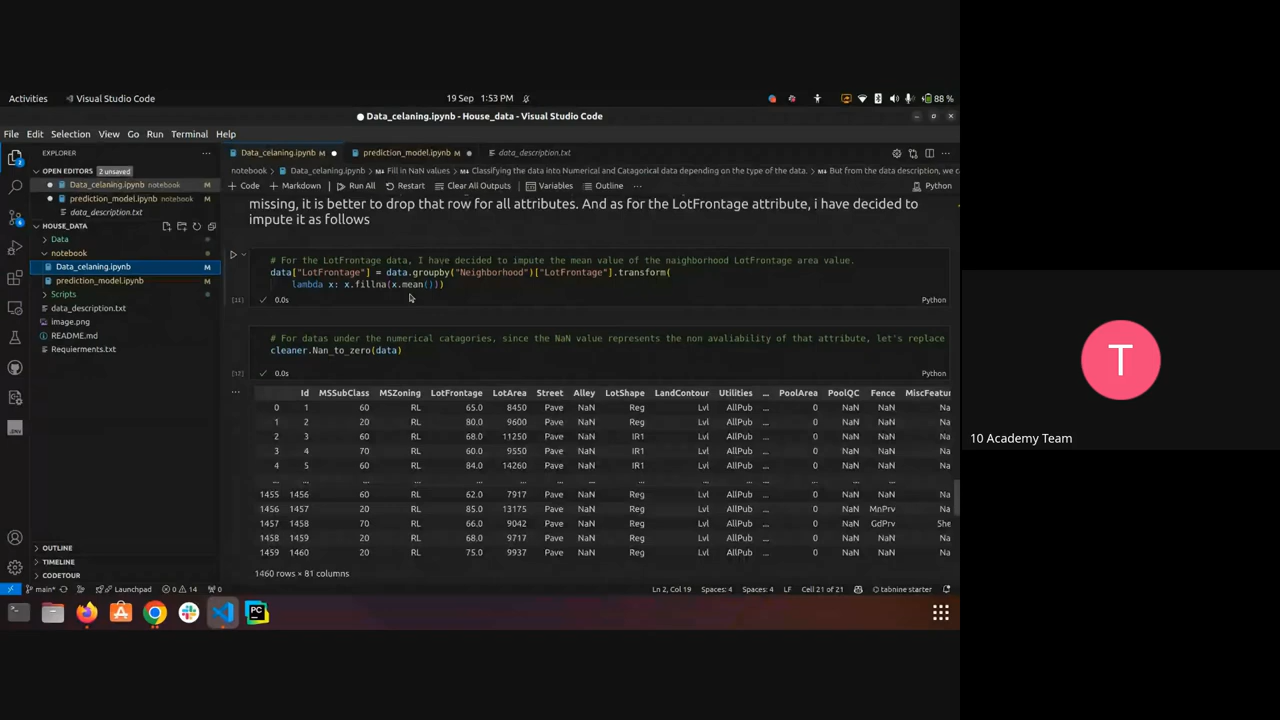 Activities
Visual Studio Code
19 Sep 1:53 PM
88 %
Data_celaning.ipynb - House_data - Visual Studio Code
File Edit Selection View Go Run Terminal Help
EXPLORER
Data_celaning.ipynb M
prediction_model.ipynb M
data_description.txt
OPEN EDITORS 2 unsaved
notebook > Data_celaning.ipynb > Fill in NaN values > Classifying the data into Numerical and Catagorical data depending on the type of the data. > But from the data description, we c
Data_celaning.ipynb notebook M
+ Code + Markdown Run All Restart Clear All Outputs Variables Outline ... Python
prediction_model.ipynb notebook M
data_description.txt
HOUSE_DATA
Data
notebook
Data_celaning.ipynb M
prediction_model.ipynb M
Scripts
data_description.txt
image.png
README.md
Requierments.txt
OUTLINE
TIMELINE
CODETOUR
missing, it is better to drop that row for all attributes. And as for the LotFrontage attribute, i have decided to
impute it as follows
# For the LotFrontage data, I have decided to impute the mean value of the naighborhood LotFrontage area value.
data["LotFrontage"] = data.groupby("Neighborhood")["LotFrontage"].transform(
lambda x: x.fillna(x.mean()))
[11] 0.0s Python
# For datas under the numerical catagories, since the NaN value represents the non avaliability of that attribute, let's replace
cleaner.Nan_to_zero(data)
[12] 0.0s Python
Id MSSubClass MSZoning LotFrontage LotArea Street Alley LotShape LandContour Utilities ... PoolArea PoolQC Fence MiscFeatur
0 1 60 RL 65.0 8450 Pave NaN Reg Lvl AllPub ... 0 NaN NaN Na
1 2 20 RL 80.0 9600 Pave NaN Reg Lvl AllPub ... 0 NaN NaN Na
2 3 60 RL 68.0 11250 Pave NaN IR1 Lvl AllPub ... 0 NaN NaN Na
3 4 70 RL 60.0 9550 Pave NaN IR1 Lvl AllPub ... 0 NaN NaN Na
4 5 60 RL 84.0 14260 Pave NaN IR1 Lvl AllPub ... 0 NaN NaN Na
... ... ... ... ... ... ... ... ... ... ... ... ... ... ... ...
1455 1456 60 RL 62.0 7917 Pave NaN Reg Lvl AllPub ... 0 NaN NaN Na
1456 1457 20 RL 85.0 13175 Pave NaN Reg Lvl AllPub ... 0 NaN MnPrv Na
1457 1458 70 RL 66.0 9042 Pave NaN Reg Lvl AllPub ... 0 NaN GdPrv She
1458 1459 20 RL 68.0 9717 Pave NaN Reg Lvl AllPub ... 0 NaN NaN Na
1459 1460 20 RL 75.0 9937 Pave NaN Reg Lvl AllPub ... 0 NaN NaN Na
1460 rows × 81 columns
main* Launchpad 0 14 0 Ln 2, Col 19 Spaces: 4 Spaces: 4 LF Cell 21 of 21 tabnine starter
PC
T
10 Academy Team